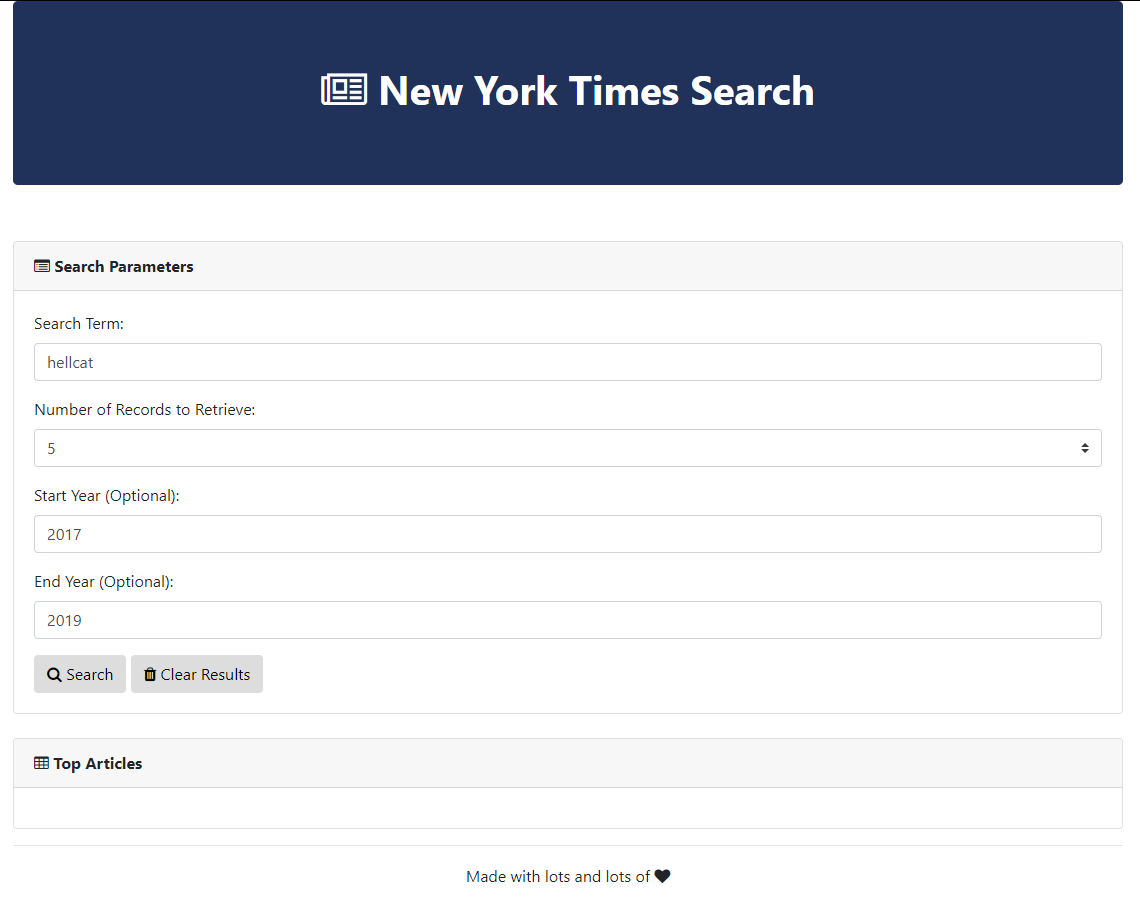 New York Times Search
Search Parameters
Search Term:
hellcat
Number of Records to Retrieve:
5
Start Year (Optional):
2017
End Year (Optional):
2019
Search Clear Results
Top Articles
Made with lots and lots of